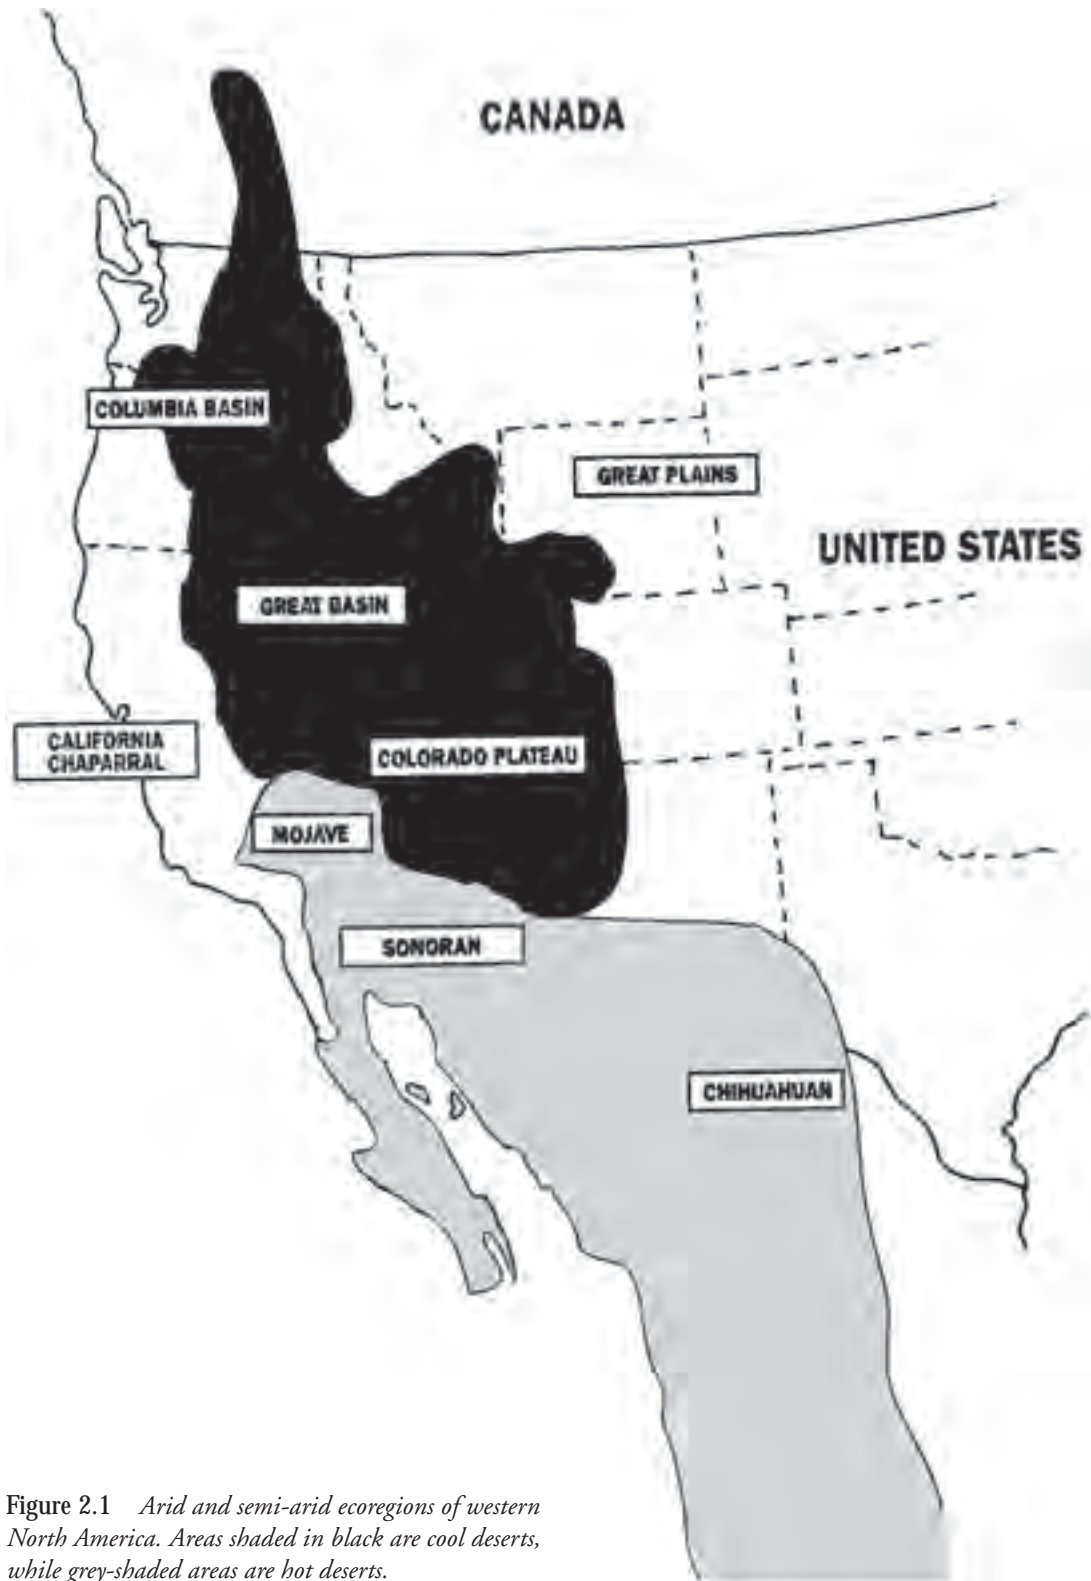 CANADA
COLUMBIA BASIN
GREAT PLAINS
UNITED STATES
GREAT BASIN
CALIFORNIA
CHAPARRAL
COLORADO PLATEAU
MOJAVE
SONORAN
CHIHUAHUAN
Figure 2.1 Arid and semi-arid ecoregions of western
North America. Areas shaded in black are cool deserts,
while grey-shaded areas are hot deserts.